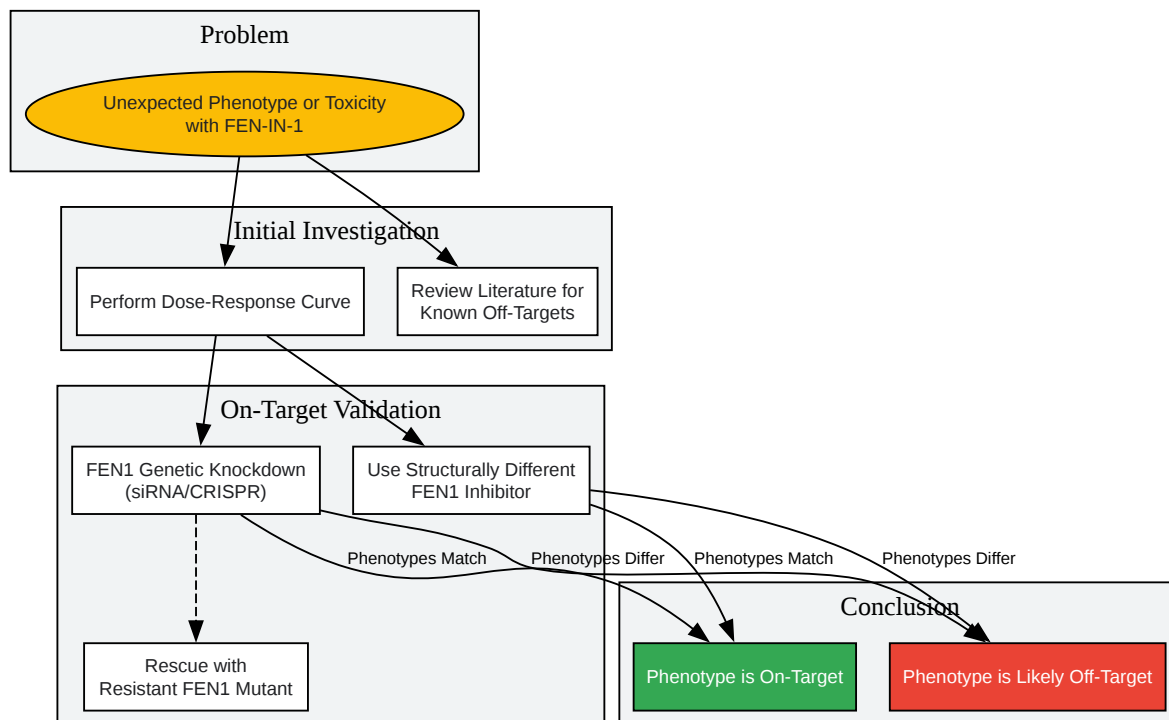 Problem
Unexpected Phenotype or Toxicity
with FEN-IN-1
Initial Investigation
Perform Dose-Response Curve
Review Literature for
Known Off-Targets
On-Target Validation
FEN1 Genetic Knockdown
(siRNA/CRISPR)
Use Structurally Different
FEN1 Inhibitor
Phenotypes Match
Phenotypes Differ
Phenotypes Match
Phenotypes Differ
Rescue with
Resistant FEN1 Mutant
Conclusion
Phenotype is On-Target
Phenotype is Likely Off-Target